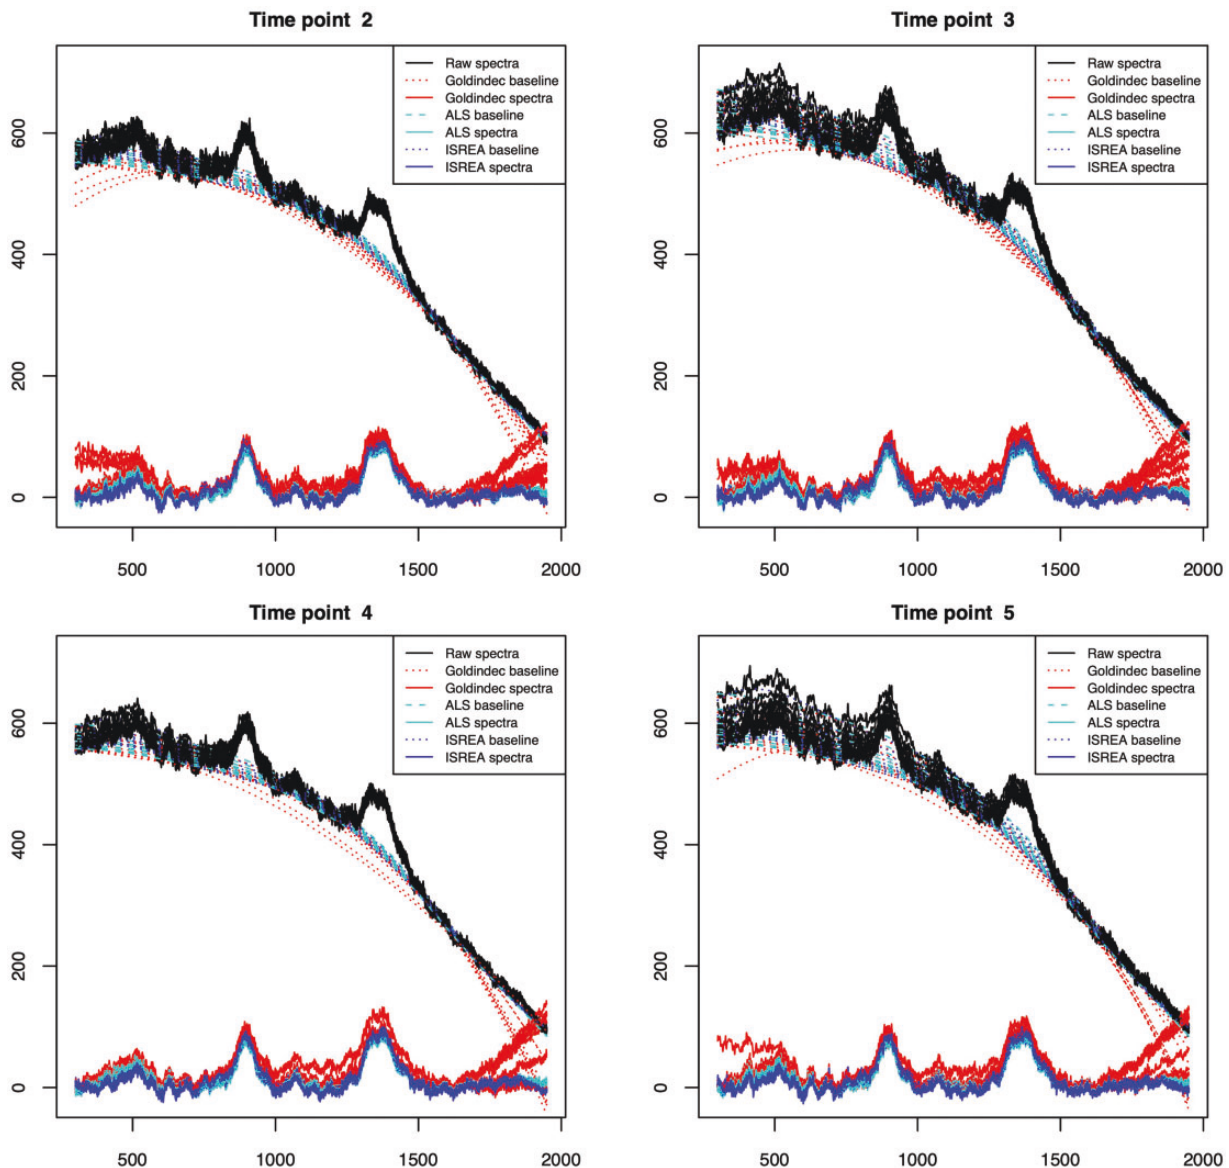 Time point 2
Raw spectra
Goldindec baseline
Goldindec spectra
ALS baseline
ALS spectra
ISREA baseline
ISREA spectra
600
400
200
0
500 1000 1500 2000
Time point 3
Raw spectra
Goldindec baseline
Goldindec spectra
ALS baseline
ALS spectra
ISREA baseline
ISREA spectra
600
400
200
0
500 1000 1500 2000
Time point 4
Raw spectra
Goldindec baseline
Goldindec spectra
ALS baseline
ALS spectra
ISREA baseline
ISREA spectra
600
400
200
0
500 1000 1500 2000
Time point 5
Raw spectra
Goldindec baseline
Goldindec spectra
ALS baseline
ALS spectra
ISREA baseline
ISREA spectra
600
400
200
0
500 1000 1500 2000